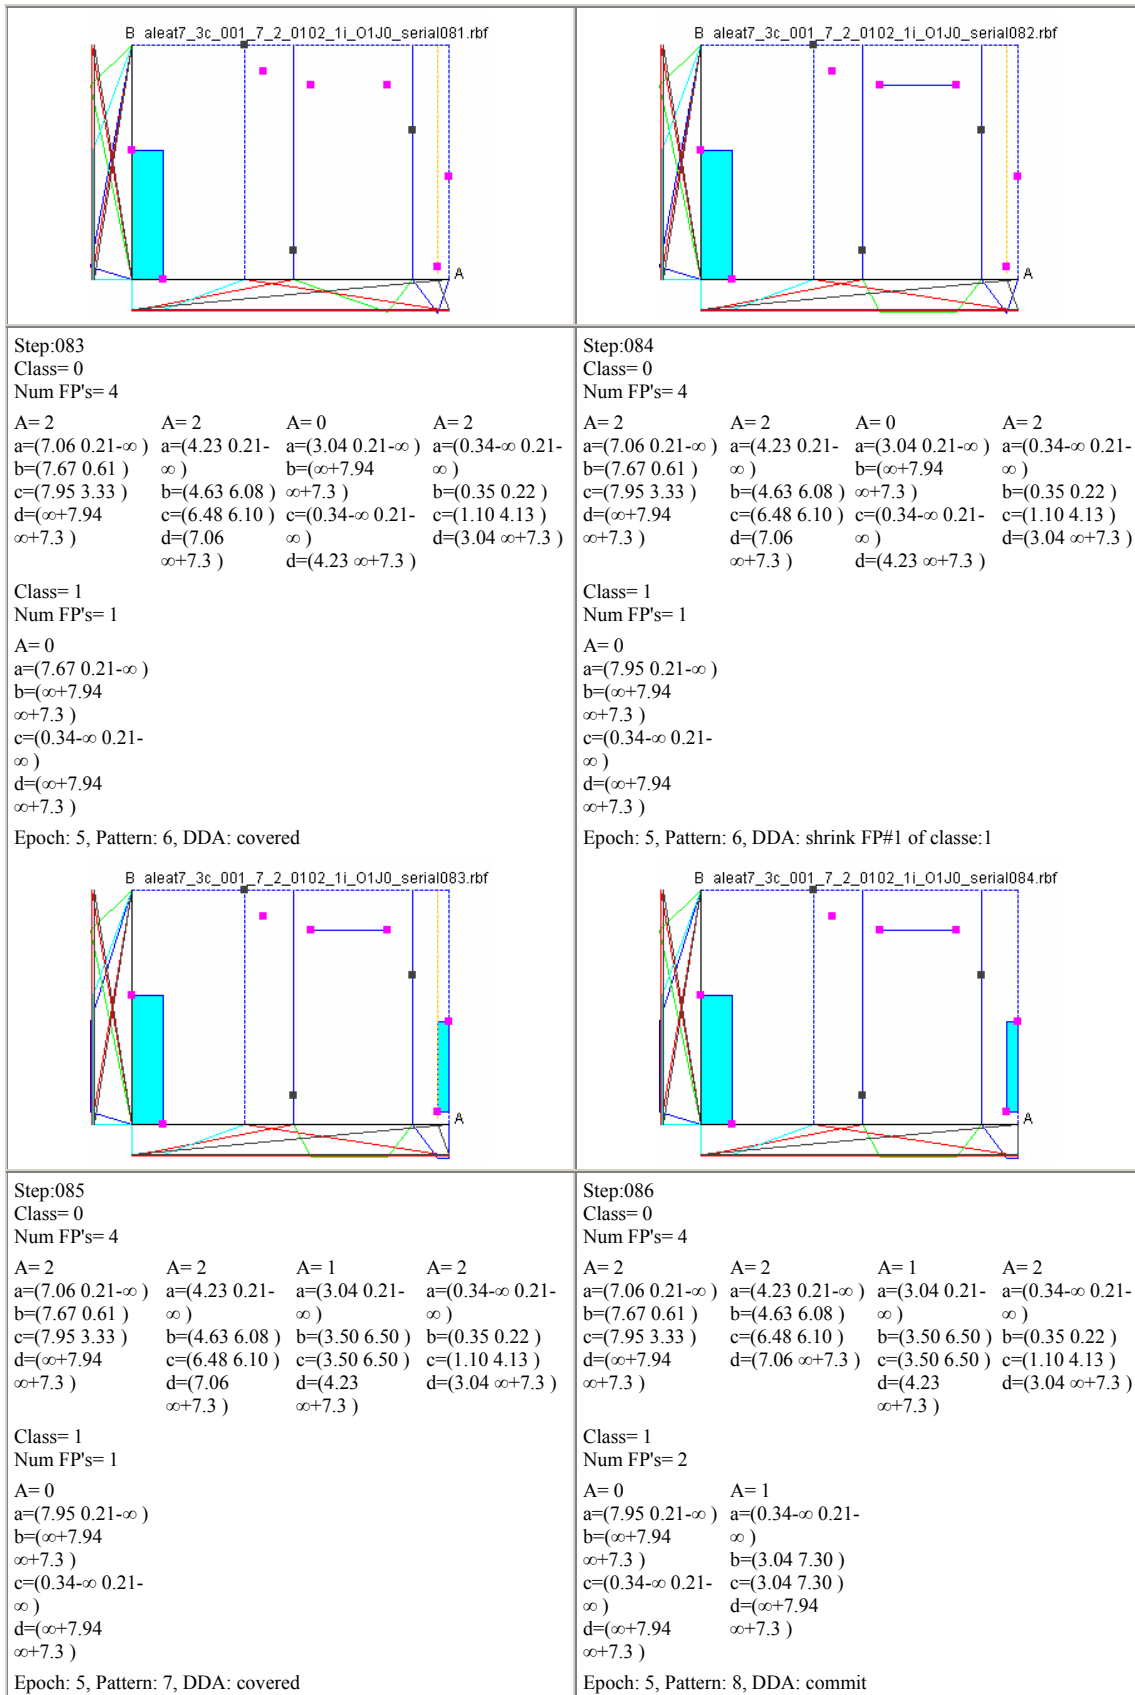 B aleat7_3c_001_7_2_0102_1i_O1J0_serial081.rbf
A
B aleat7_3c_001_7_2_0102_1i_O1J0_serial082.rbf
A
Step:083
Class= 0
Num FP's= 4
A= 2
a=(7.06 0.21-∞ )
b=(7.67 0.61 )
c=(7.95 3.33 )
d=(∞+7.94
∞+7.3 )
A= 2
a=(4.23 0.21-
∞ )
b=(4.63 6.08 )
c=(6.48 6.10 )
d=(7.06
∞+7.3 )
A= 0
a=(3.04 0.21-∞ )
b=(∞+7.94
∞+7.3 )
c=(0.34-∞ 0.21-
∞ )
d=(4.23 ∞+7.3 )
A= 2
a=(0.34-∞ 0.21-
∞ )
b=(0.35 0.22 )
c=(1.10 4.13 )
d=(3.04 ∞+7.3 )
Class= 1
Num FP's= 1
A= 0
a=(7.67 0.21-∞ )
b=(∞+7.94
∞+7.3 )
c=(0.34-∞ 0.21-
∞ )
d=(∞+7.94
∞+7.3 )
Epoch: 5, Pattern: 6, DDA: covered
B aleat7_3c_001_7_2_0102_1i_O1J0_serial083.rbf
A
Step:084
Class= 0
Num FP's= 4
A= 2
a=(7.06 0.21-∞ )
b=(7.67 0.61 )
c=(7.95 3.33 )
d=(∞+7.94
∞+7.3 )
A= 2
a=(4.23 0.21-
∞ )
b=(4.63 6.08 )
c=(6.48 6.10 )
d=(7.06
∞+7.3 )
A= 0
a=(3.04 0.21-∞ )
b=(∞+7.94
∞+7.3 )
c=(0.34-∞ 0.21-
∞ )
d=(4.23 ∞+7.3 )
A= 2
a=(0.34-∞ 0.21-
∞ )
b=(0.35 0.22 )
c=(1.10 4.13 )
d=(3.04 ∞+7.3 )
Class= 1
Num FP's= 1
A= 0
a=(7.95 0.21-∞ )
b=(∞+7.94
∞+7.3 )
c=(0.34-∞ 0.21-
∞ )
d=(∞+7.94
∞+7.3 )
Epoch: 5, Pattern: 6, DDA: shrink FP#1 of classe:1
B aleat7_3c_001_7_2_0102_1i_O1J0_serial084.rbf
A
Step:085
Class= 0
Num FP's= 4
A= 2
a=(7.06 0.21-∞ )
b=(7.67 0.61 )
c=(7.95 3.33 )
d=(∞+7.94
∞+7.3 )
A= 2
a=(4.23 0.21-
∞ )
b=(4.63 6.08 )
c=(6.48 6.10 )
d=(7.06
∞+7.3 )
A= 1
a=(3.04 0.21-
∞ )
b=(3.50 6.50 )
c=(3.50 6.50 )
d=(4.23
∞+7.3 )
A= 2
a=(0.34-∞ 0.21-
∞ )
b=(0.35 0.22 )
c=(1.10 4.13 )
d=(3.04 ∞+7.3 )
Class= 1
Num FP's= 1
A= 0
a=(7.95 0.21-∞ )
b=(∞+7.94
∞+7.3 )
c=(0.34-∞ 0.21-
∞ )
d=(∞+7.94
∞+7.3 )
Epoch: 5, Pattern: 7, DDA: covered
Step:086
Class= 0
Num FP's= 4
A= 2
a=(7.06 0.21-∞ )
b=(7.67 0.61 )
c=(7.95 3.33 )
d=(∞+7.94
∞+7.3 )
A= 2
a=(4.23 0.21-∞ )
b=(4.63 6.08 )
c=(6.48 6.10 )
d=(7.06 ∞+7.3 )
A= 1
a=(3.04 0.21-
∞ )
b=(3.50 6.50 )
c=(3.50 6.50 )
d=(4.23
∞+7.3 )
A= 2
a=(0.34-∞ 0.21-
∞ )
b=(0.35 0.22 )
c=(1.10 4.13 )
d=(3.04 ∞+7.3 )
Class= 1
Num FP's= 2
A= 0
a=(7.95 0.21-∞ )
b=(∞+7.94
∞+7.3 )
c=(0.34-∞ 0.21-
∞ )
d=(∞+7.94
∞+7.3 )
A= 1
a=(0.34-∞ 0.21-
∞ )
b=(3.04 7.30 )
c=(3.04 7.30 )
d=(∞+7.94
∞+7.3 )
Epoch: 5, Pattern: 8, DDA: commit